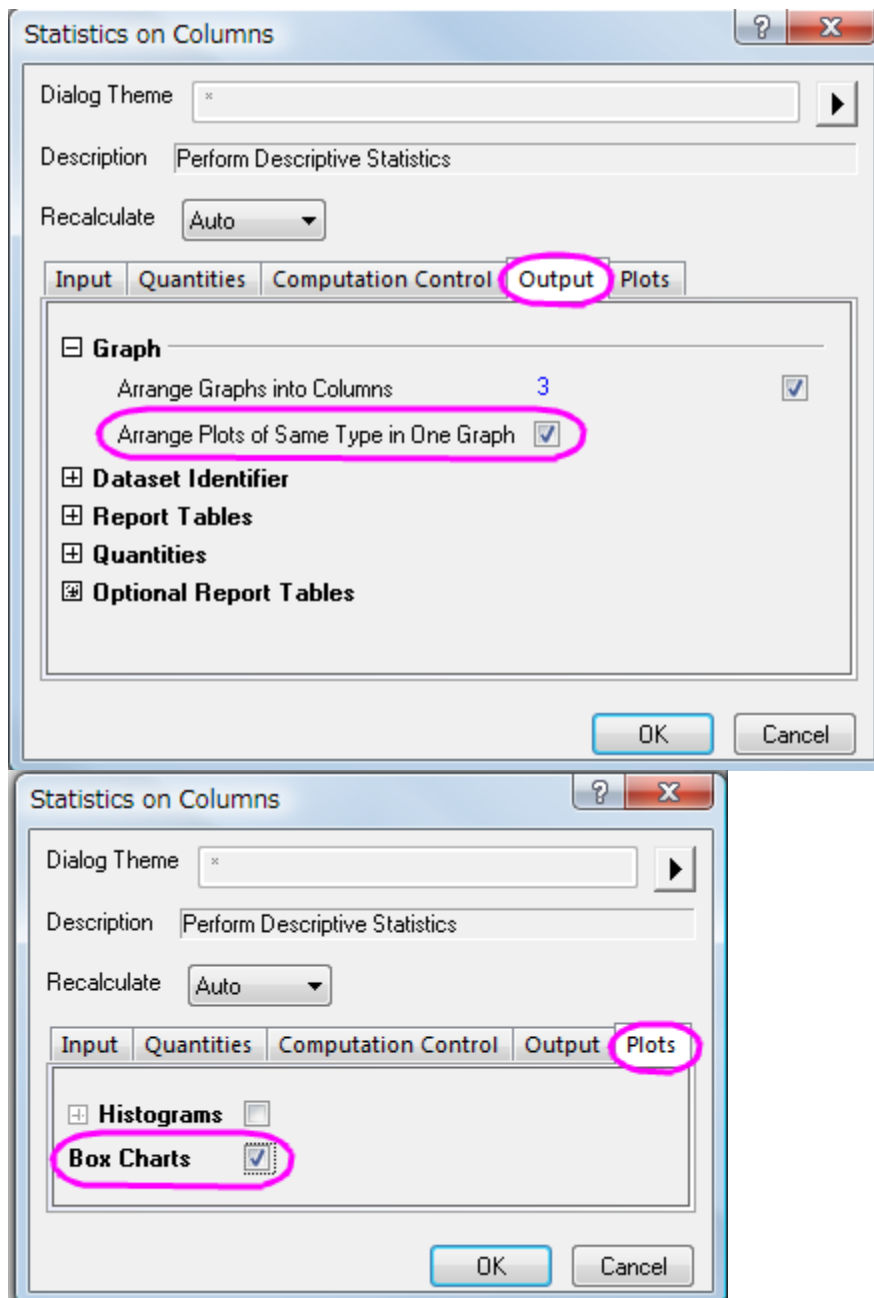 Statistics on Columns
Dialog Theme *
Description Perform Descriptive Statistics
Recalculate Auto
Input Quantities Computation Control Output Plots
Graph
Arrange Graphs into Columns 3
Arrange Plots of Same Type in One Graph
Dataset Identifier
Report Tables
Quantities
Optional Report Tables
OK Cancel
Statistics on Columns
Dialog Theme *
Description Perform Descriptive Statistics
Recalculate Auto
Input Quantities Computation Control Output Plots
Histograms
Box Charts
OK Cancel